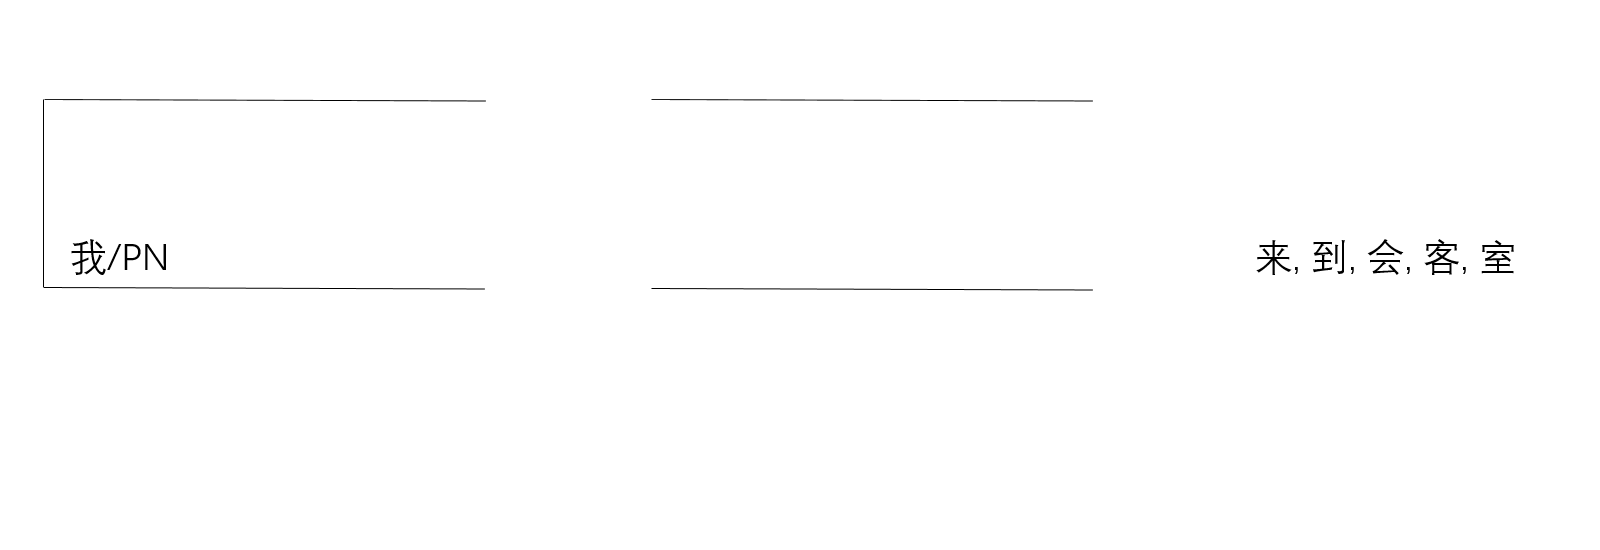 我/PN 来, 到, 会, 客, 室